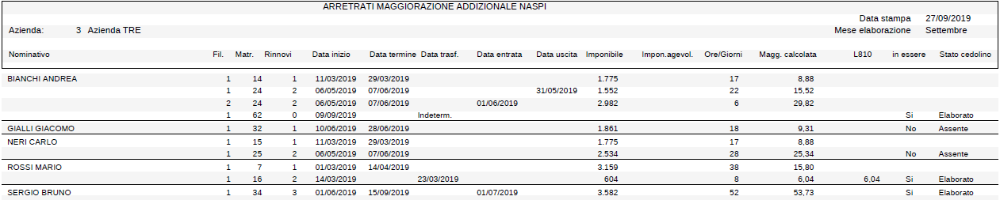 ARRETRATI MAGGIORAZIONE ADDIZIONALE NASPI
Data stampa 27/09/2019
Azienda: 3 Azienda TRE Mese elaborazione Settembre
Nominativo Fil. Matr. Rinnovi Data inizio Data termine Data trasf. Data entrata Data uscita Imponibile Impon.agevol. Ore/Giorni Magg. calcolata L810 in essere Stato cedolino
BIANCHI ANDREA 1 14 1 11/03/2019 29/03/2019 1.775 17 8,88
1 24 2 06/05/2019 07/06/2019 31/05/2019 1.552 22 15,52
2 24 2 06/05/2019 07/06/2019 01/06/2019 2.982 6 29,82
1 62 0 09/09/2019 Indeterm. Si Elaborato
GIALLI GIACOMO 1 32 1 10/06/2019 28/06/2019 1.861 18 9,31 No Assente
NERI CARLO 1 15 1 11/03/2019 29/03/2019 1.775 17 8,88
1 25 2 06/05/2019 07/06/2019 2.534 28 25,34 No Assente
ROSSI MARIO 1 7 1 01/03/2019 14/04/2019 3.159 38 15,80
1 16 2 14/03/2019 23/03/2019 604 8 6,04 6,04 Si Elaborato
SERGIO BRUNO 1 34 3 01/06/2019 15/09/2019 01/07/2019 3.582 52 53,73 Si Elaborato